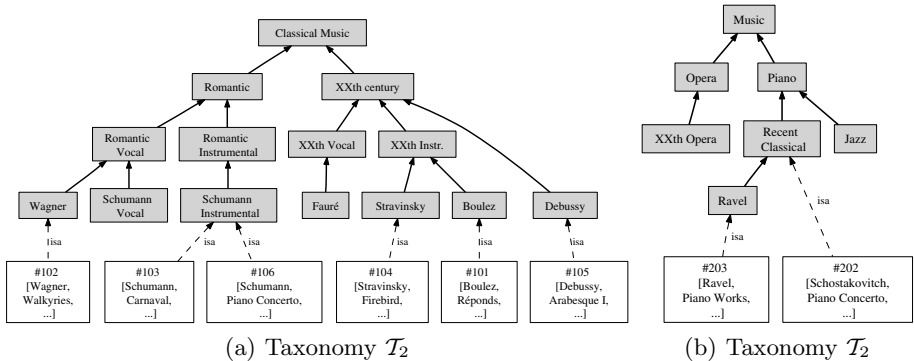 Classical Music
Romantic
XXth century
Romantic
Vocal
Romantic
Instrumental
XXth Vocal
XXth Instr.
Wagner
Schumann
Vocal
Schumann
Instrumental
Fauré
Stravinsky
Boulez
Debussy
isa
isa
isa
isa
isa
isa
#102
[Wagner,
Walkyries,
...]
#103
[Schumann,
Carnaval,
...]
#106
[Schumann,
Piano Concerto,
...]
#104
[Stravinsky,
Firebird,
...]
#101
[Boulez,
Réponds,
...]
#105
[Debussy,
Arabesque I,
...]
(a) Taxonomy T2
Music
Opera
Piano
XXth Opera
Recent
Classical
Jazz
Ravel
isa
isa
#203
[Ravel,
Piano Works,
...]
#202
[Schostakovitch,
Piano Concerto,
...]
(b) Taxonomy T2